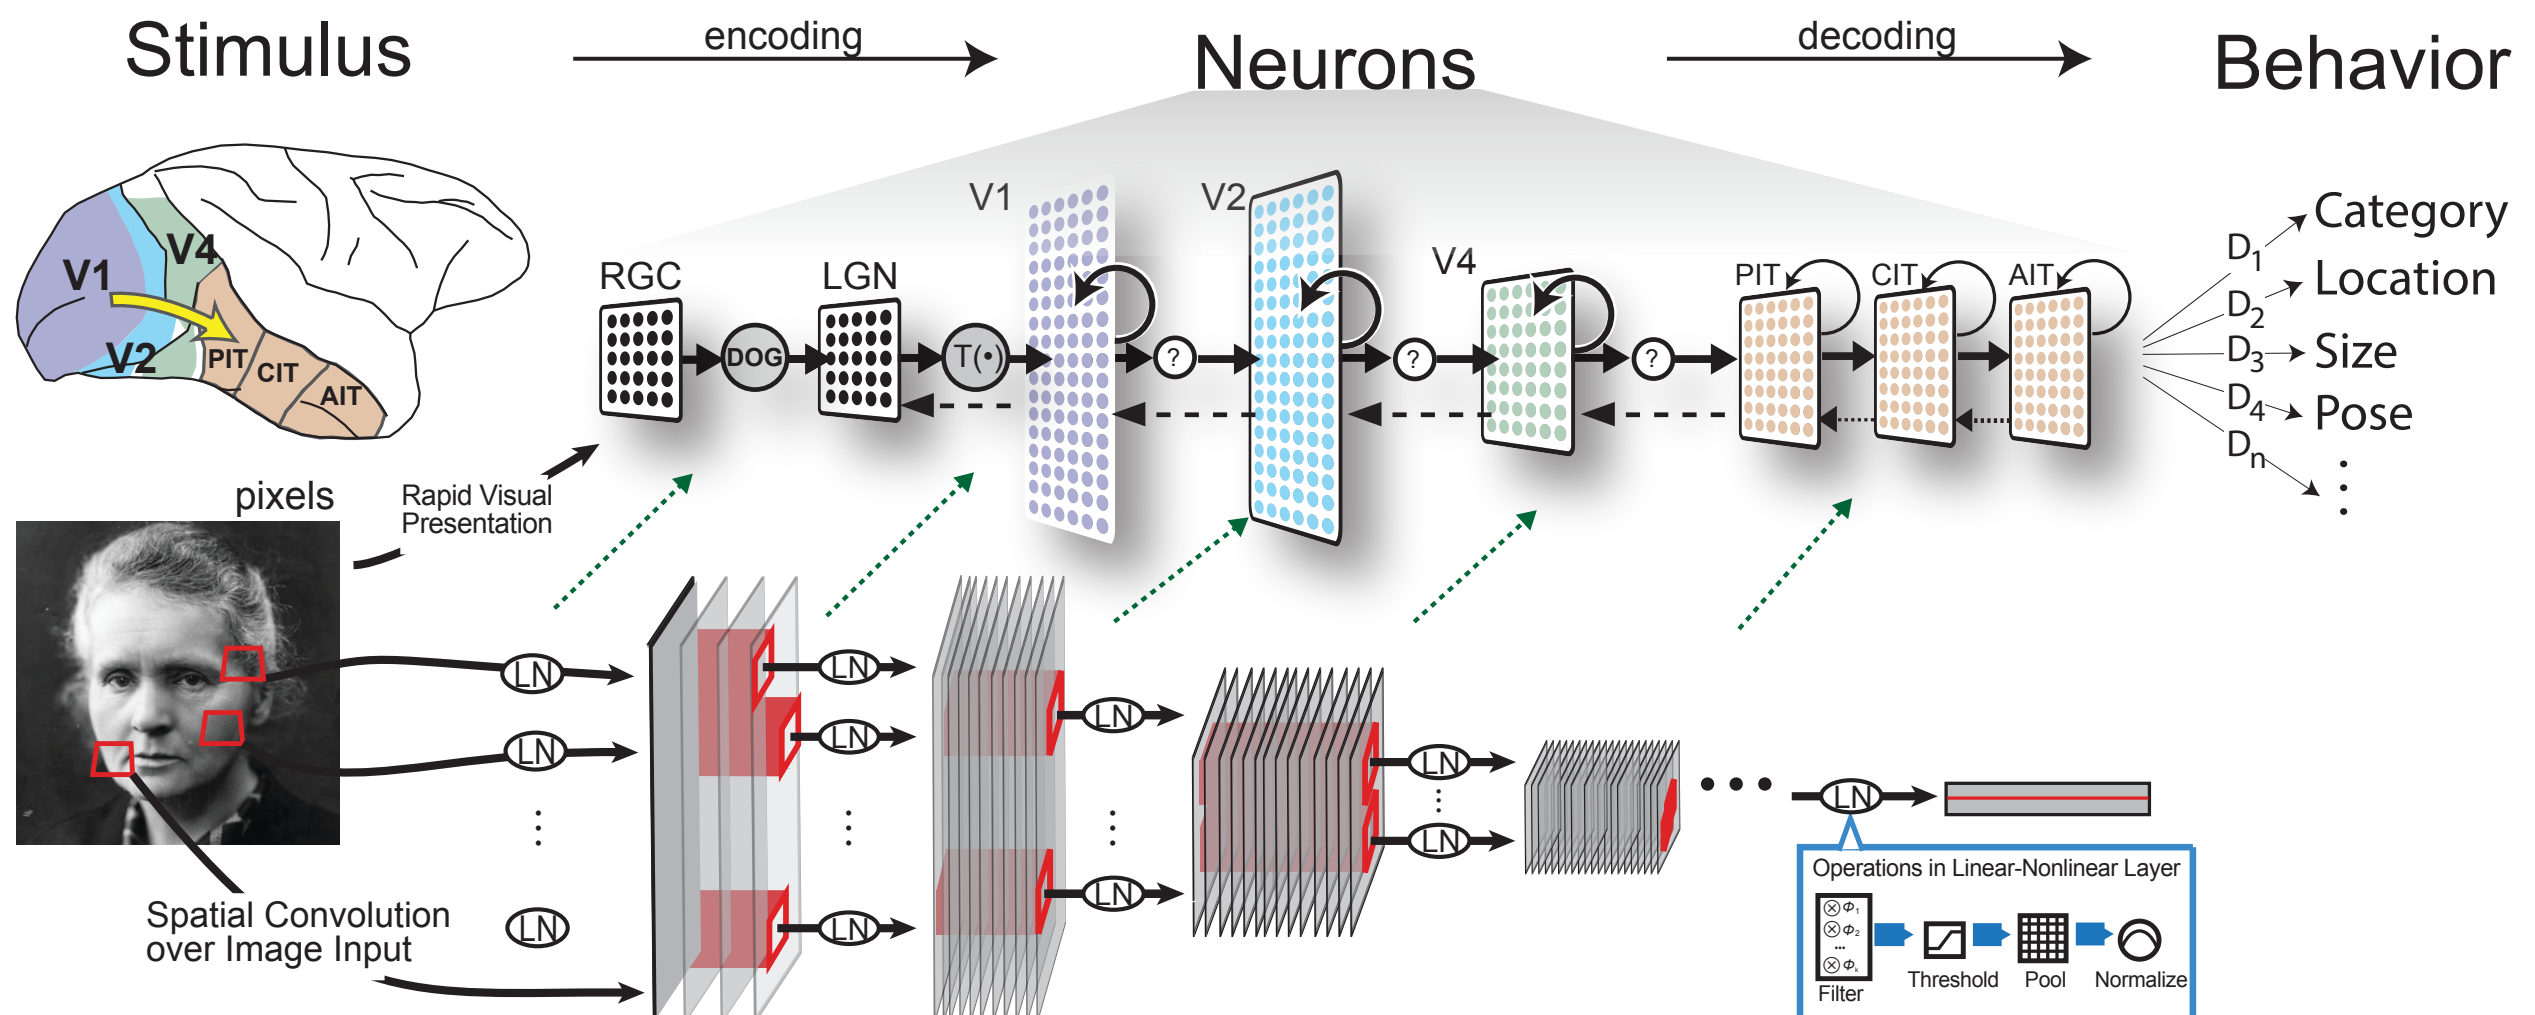 Stimulus
encoding
Neurons
decoding
Behavior
V1
V2
V4
PIT
CIT
AIT
RGC
DOG
LGN
T(•)
V1
?
V2
?
V4
?
PIT
CIT
AIT
D1
D2
D3
D4
Dn
Category
Location
Size
Pose
pixels
Rapid Visual
Presentation
LN
LN
LN
LN
LN
LN
LN
LN
LN
LN
LN
Spatial Convolution
over Image Input
Operations in Linear-Nonlinear Layer
⊗ Φ1
⊗ Φ2
...
⊗ Φk
Filter
Threshold
Pool
Normalize